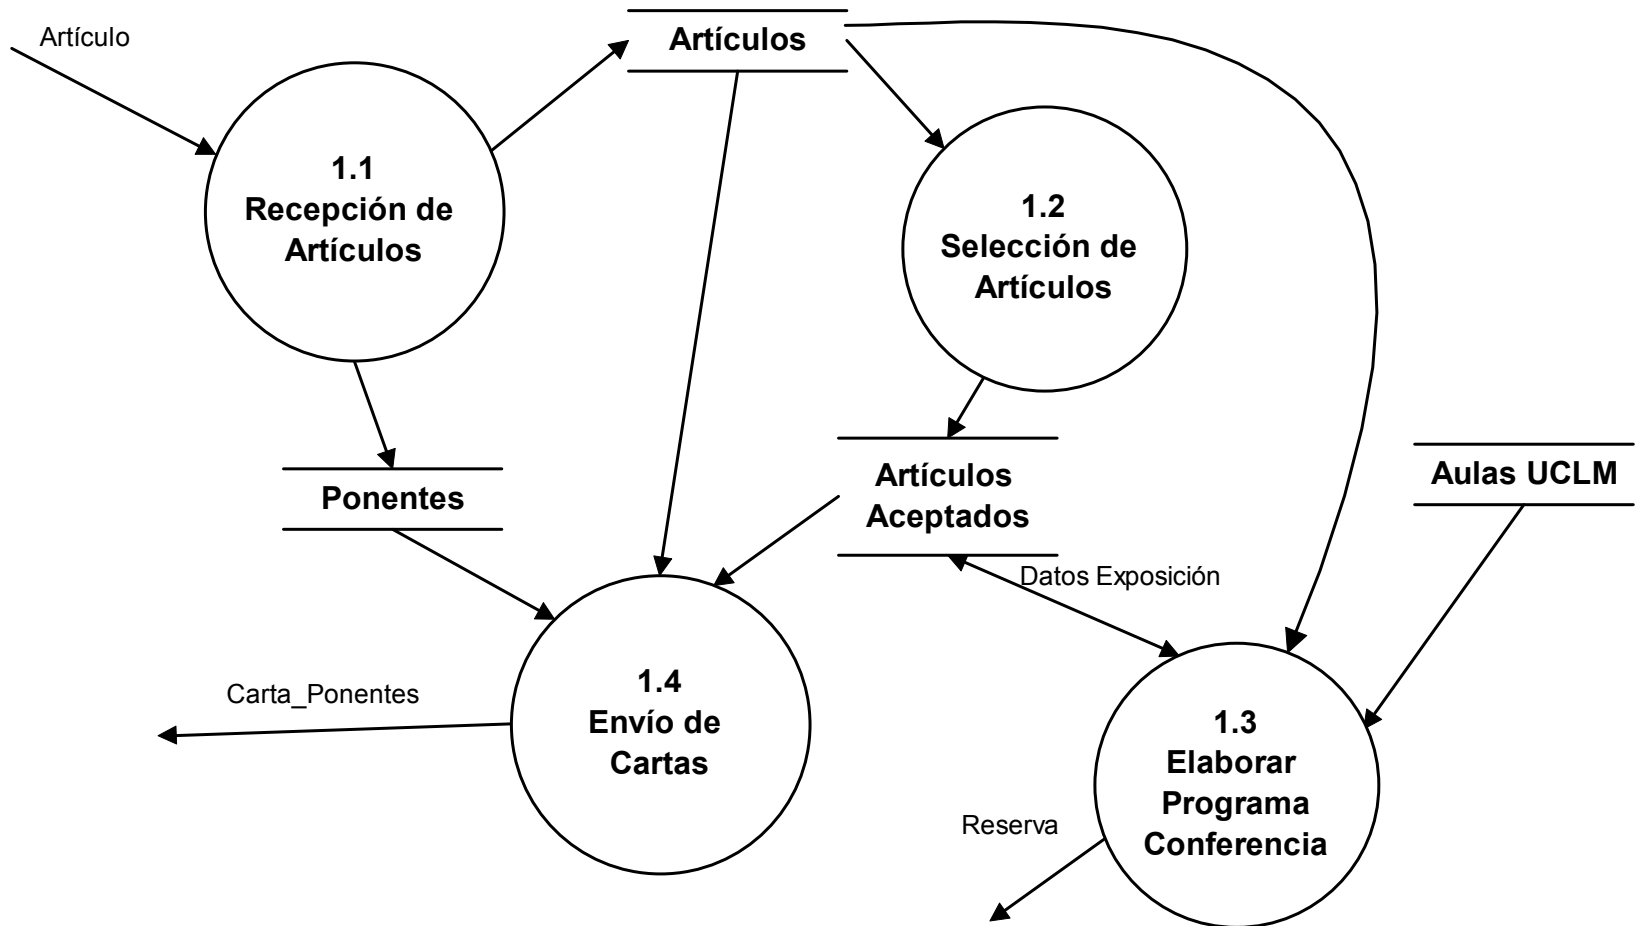 Artículo
Artículos
1.1
Recepción de
Artículos
1.2
Selección de
Artículos
Ponentes
Artículos
Aceptados
Aulas UCLM
Datos Exposición
Carta_Ponentes
1.4
Envío de
Cartas
1.3
Elaborar
Programa
Conferencia
Reserva